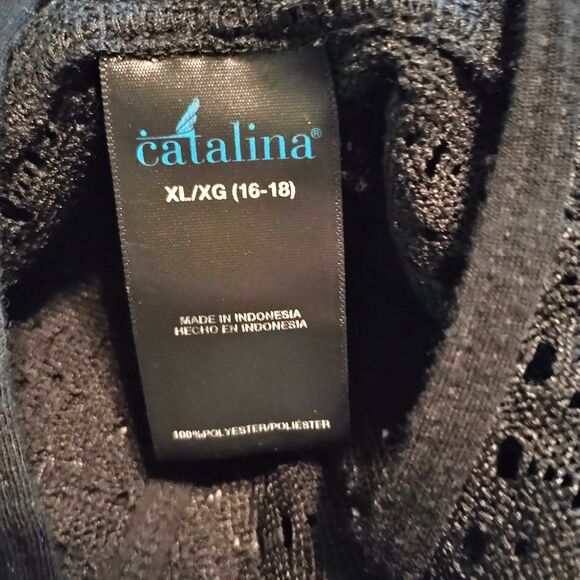 catalina®
XL/XG (16-18)
MADE IN INDONESIA
HECHO EN INDONESIA
100%POLYESTER/POLIÉSTER